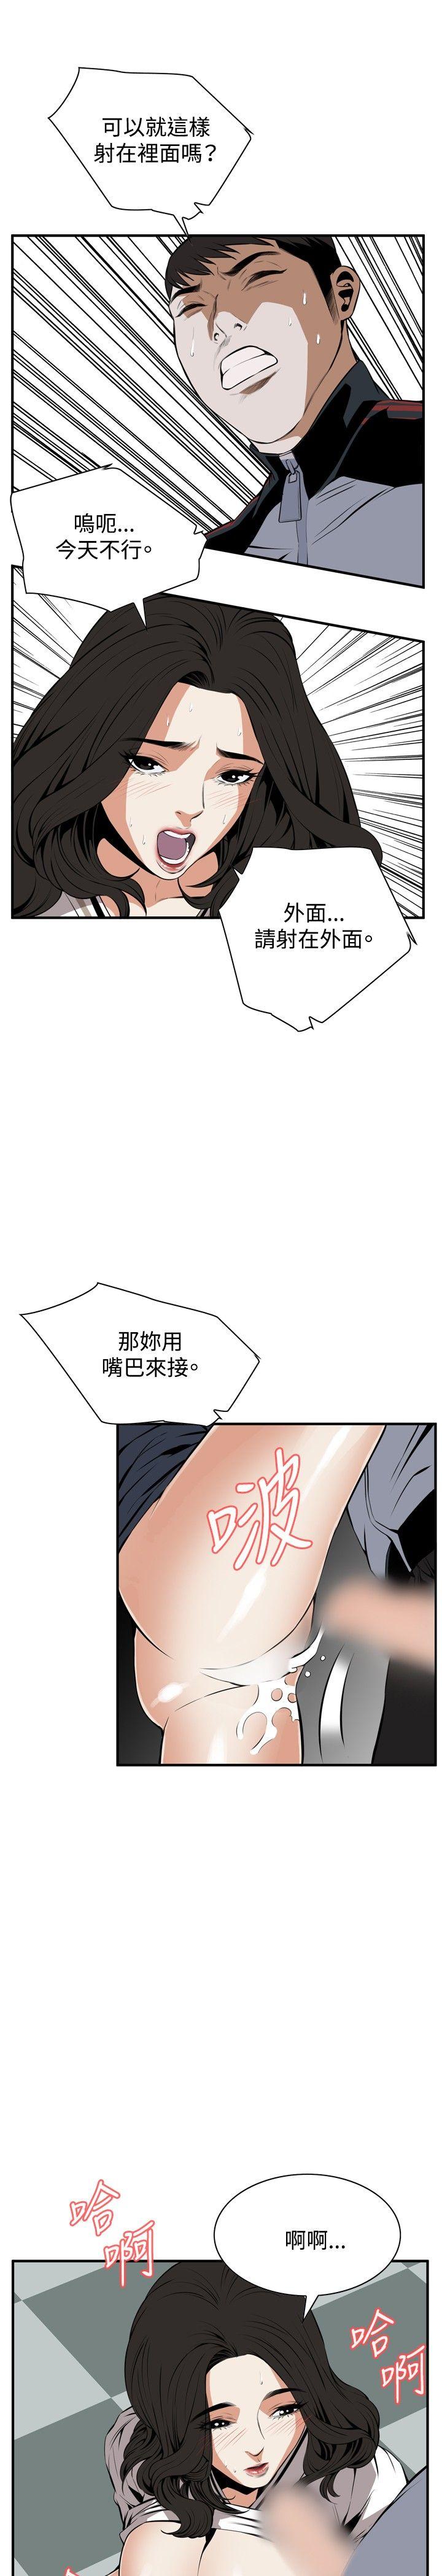 可以就這樣
射在裡面嗎？
嗚呃…
今天不行。
外面…
請射在外面。
那妳用
嘴巴來接。
啵
哈
啊
啊啊…
哈
啊